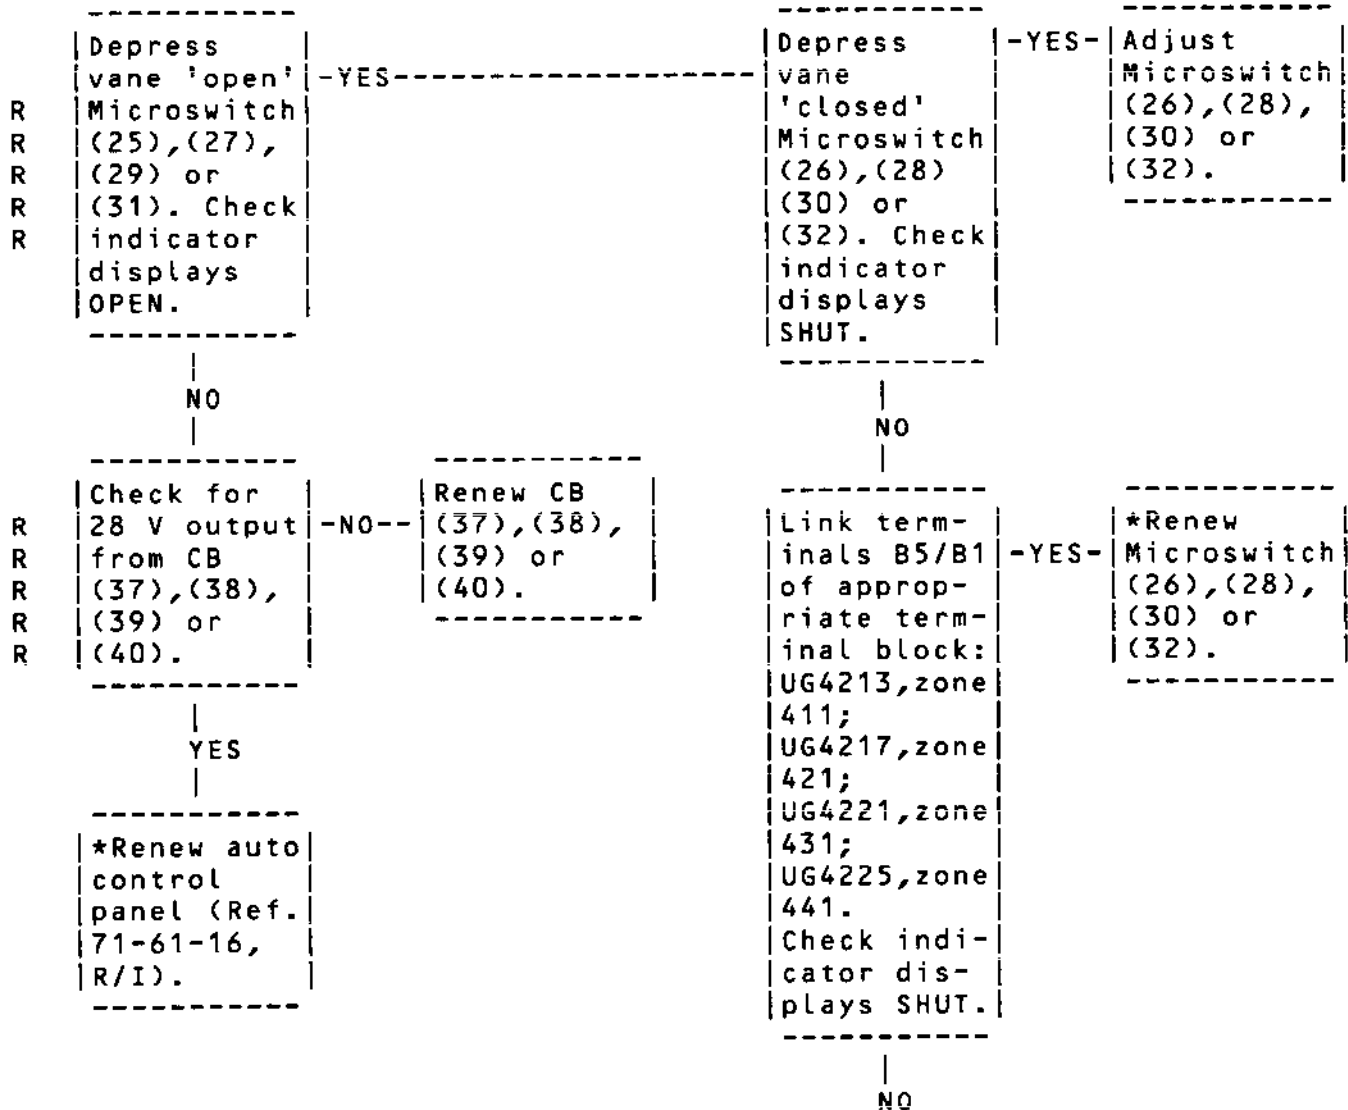 Depress
vane 'open'
Microswitch
(25),(27),
(29) or
(31). Check
indicator
displays
OPEN.
-YES-
Depress
vane
'closed'
Microswitch
(26),(28)
(30) or
(32). Check
indicator
displays
SHUT.
-YES-
Adjust
Microswitch
(26),(28),
(30) or
(32).
R
R
R
R
R
NO
NO
Check for
28 V output
from CB
(37),(38),
(39) or
(40).
-NO--
Renew CB
(37),(38),
(39) or
(40).
R
R
R
R
R
Link term-
inals B5/B1
of approp-
riate term-
inal block:
UG4213,zone
411;
UG4217,zone
421;
UG4221,zone
431;
UG4225,zone
441.
Check indi-
cator dis-
plays SHUT.
-YES-
*Renew
Microswitch
(26),(28),
(30) or
(32).
YES
*Renew auto
control
panel (Ref.
71-61-16,
R/I).
NO